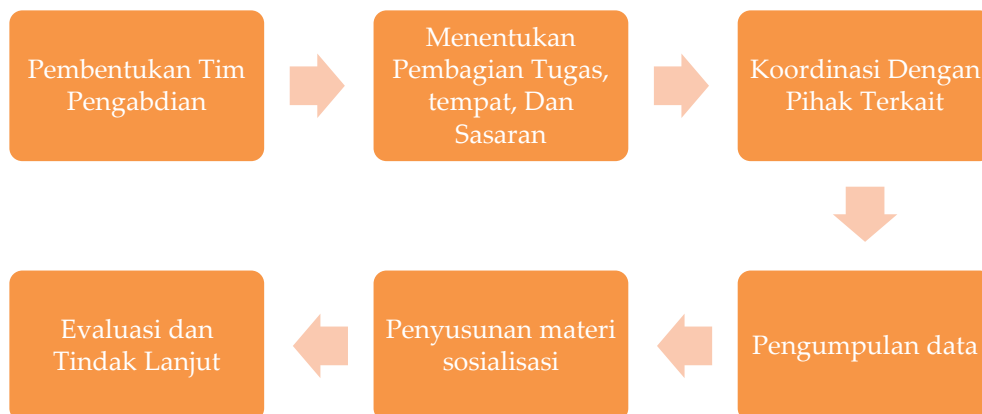 Pembentukan Tim
Pengabdian
Menentukan
Pembagian Tugas,
tempat, Dan
Sasaran
Koordinasi Dengan
Pihak Terkait
Pengumpulan data
Penyusunan materi
sosialisasi
Evaluasi dan
Tindak Lanjut